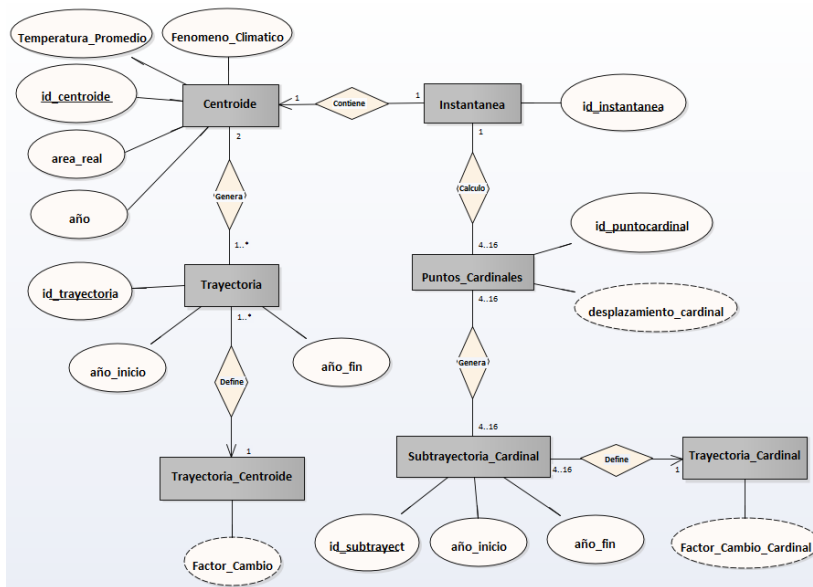 Temperatura_Promedio
Fenomeno_Climatico
id_centroide
Centroide
1
Contiene
1
Instantanea
id_instantanea
area_real
2
1
año
Genera
Calculo
id_puntocardinal
1..*
4..16
id_trayectoria
Trayectoria
Puntos_Cardinales
desplazamiento_cardinal
1..*
4..16
año_inicio
año_fin
Genera
Define
4..16
1
Trayectoria_Centroide
Subtrayectoria_Cardinal
4..16
Define
1
Trayectoria_Cardinal
Factor_Cambio
id_subtrayect
año_inicio
año_fin
Factor_Cambio_Cardinal